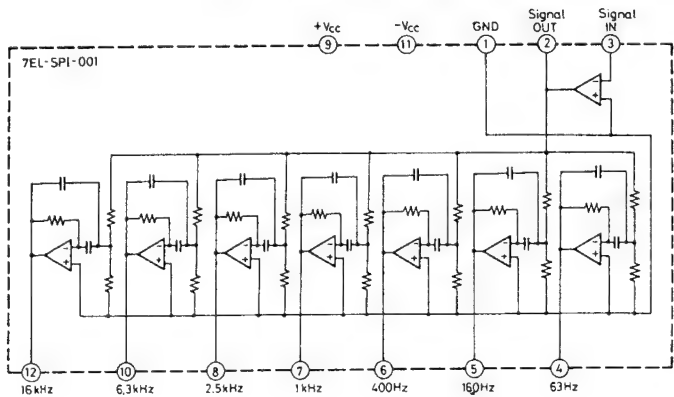 +Vcc
9
-Vcc
11
GND
1
Signal
OUT
2
Signal
IN
3
7EL-SPI-001
-
+
-
+
-
+
-
+
-
+
-
+
-
+
-
+
12
16kHz
10
6,3kHz
8
2.5kHz
7
1kHz
6
400Hz
5
160Hz
4
63Hz